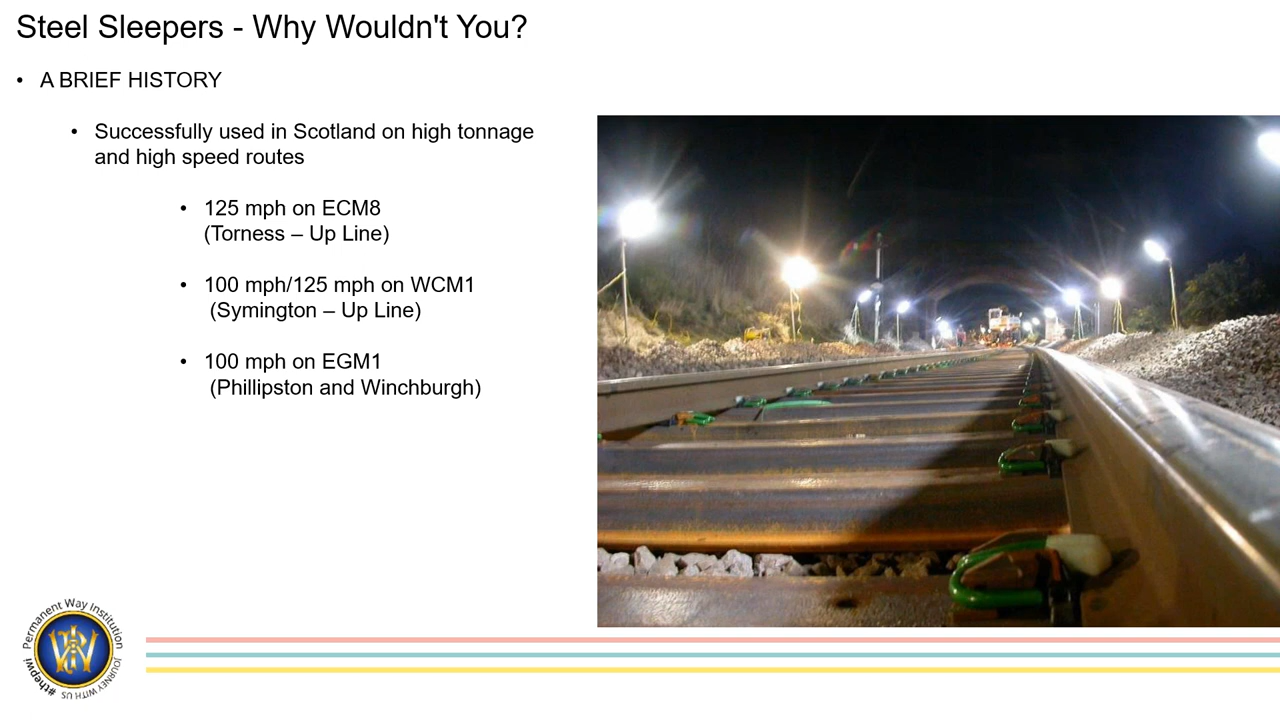 Steel Sleepers - Why Wouldn't You?
• A BRIEF HISTORY
• Successfully used in Scotland on high tonnage
and high speed routes
• 125 mph on ECM8
(Torness – Up Line)
• 100 mph/125 mph on WCM1
(Symington – Up Line)
• 100 mph on EGM1
(Phillipston and Winchburgh)
Permanent Way Institution
#thepwi
JOURNEY WITH US
PWI